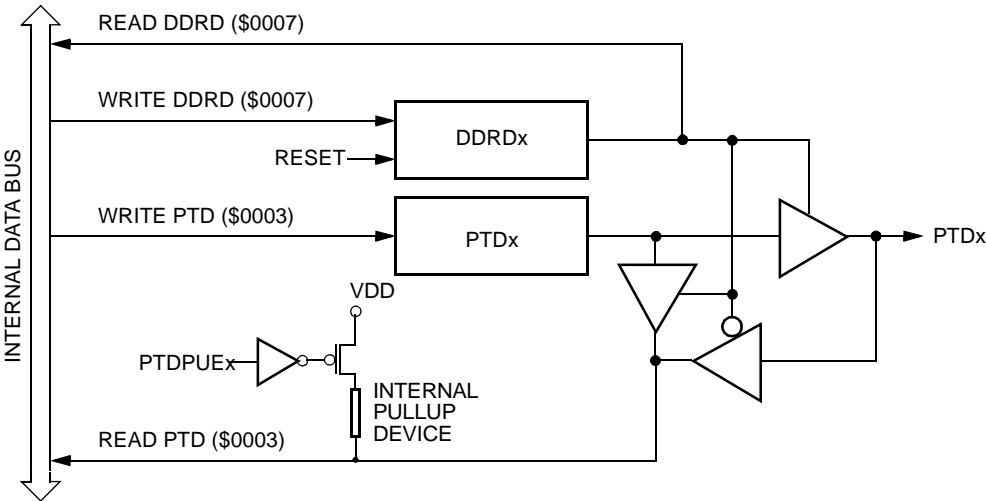 READ DDRD ($0007)
WRITE DDRD ($0007)
DDRDx
RESET
WRITE PTD ($0003)
PTDx
PTDx
VDD
PTDPUEx
INTERNAL
PULLUP
DEVICE
READ PTD ($0003)
INTERNAL DATA BUS